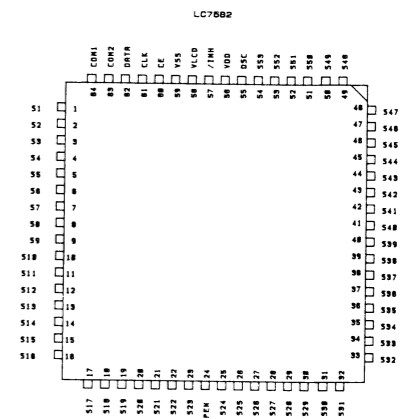 LC7582
COM1 COM2 DATA CLK CE VSS VLCD /INH VDD OSC S53 S52 S51 S50 S49 S48
64 63 62 61 60 59 58 57 56 55 54 53 52 51 50 49
S1 1 48 S47
S2 2 47 S46
S3 3 46 S45
S4 4 45 S44
S5 5 44 S43
S6 6 43 S42
S7 7 42 S41
S8 8 41 S40
S9 9 40 S39
S10 10 39 S38
S11 11 38 S37
S12 12 37 S36
S13 13 36 S35
S14 14 35 S34
S15 15 34 S33
S16 16 33 S32
17 18 19 20 21 22 23 24 25 26 27 28 29 30 31 32
S17 S18 S19 S20 S21 S22 S23 PEN S24 S25 S26 S27 S28 S29 S30 S31